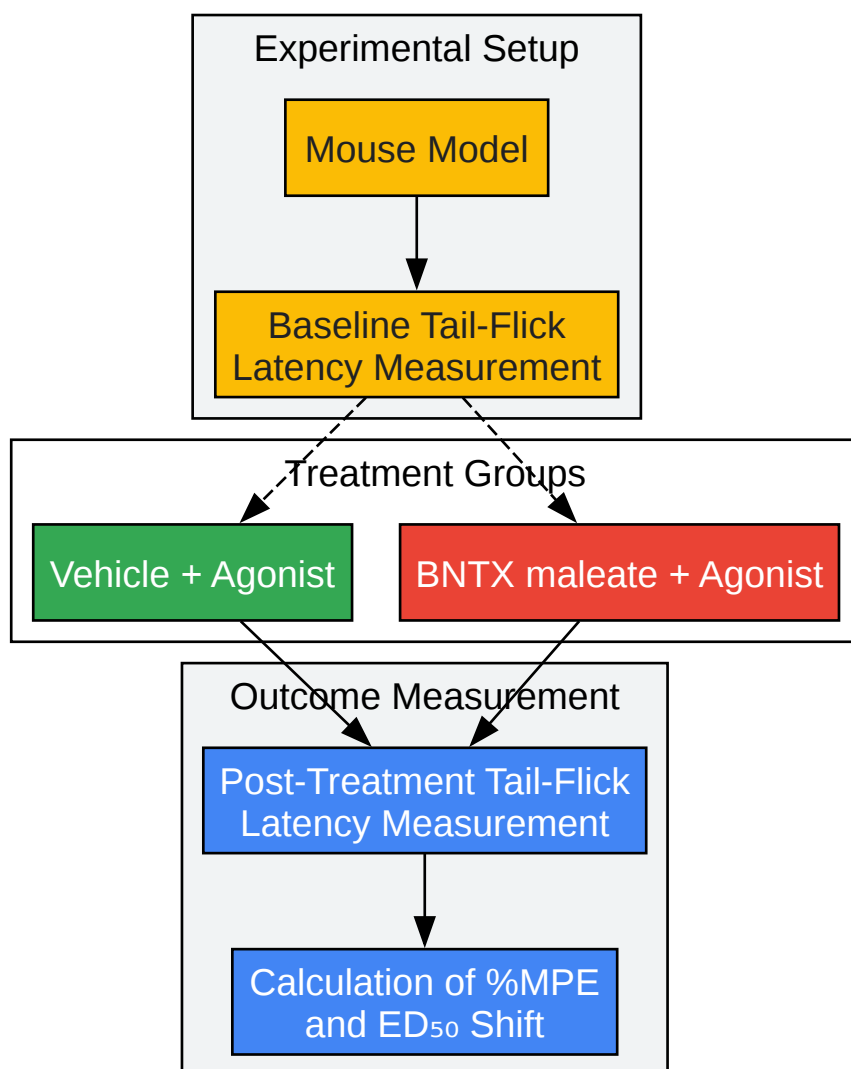 Experimental Setup
Mouse Model
Baseline Tail-Flick
Latency Measurement
Treatment Groups
Vehicle + Agonist
BNTX maleate + Agonist
Outcome Measurement
Post-Treatment Tail-Flick
Latency Measurement
Calculation of %MPE
and ED₅₀ Shift